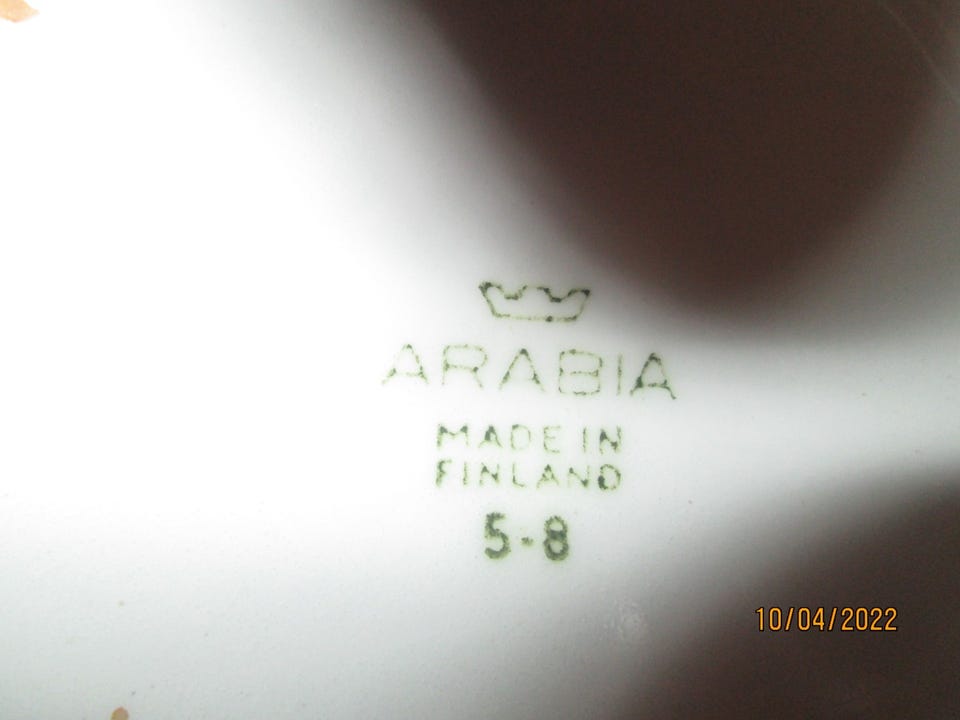 ARABIA
MADE IN
FINLAND
5-8
10/04/2022